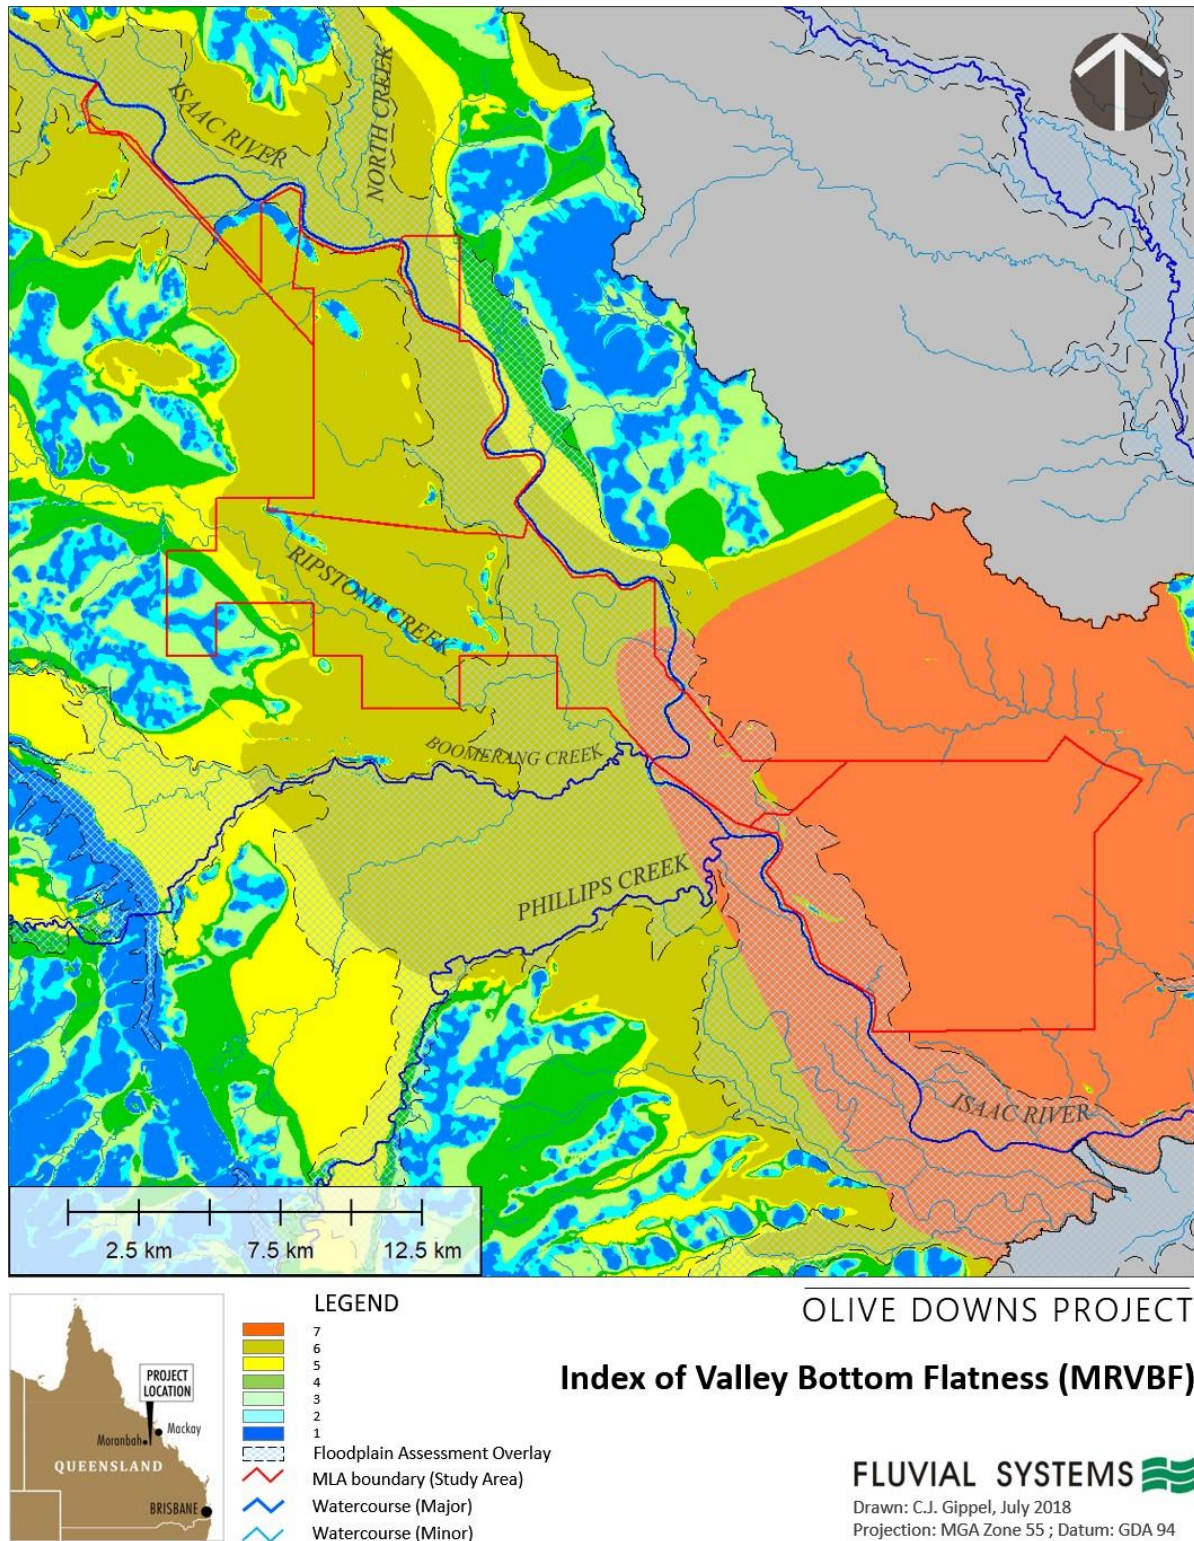 ISAAC RIVER
NORTH CREEK
RIPSTONE CREEK
BOOMERANG CREEK
PHILLIPS CREEK
ISAAC RIVER
2.5 km 7.5 km 12.5 km
LEGEND
7
6
5
4
3
2
1
Floodplain Assessment Overlay
MLA boundary (Study Area)
Watercourse (Major)
Watercourse (Minor)
PROJECT
LOCATION
Mackay
Moranbah
QUEENSLAND
BRISBANE
OLIVE DOWNS PROJECT
Index of Valley Bottom Flatness (MRVBF)
FLUVIAL SYSTEMS
Drawn: C.J. Gippel, July 2018
Projection: MGA Zone 55 ; Datum: GDA 94